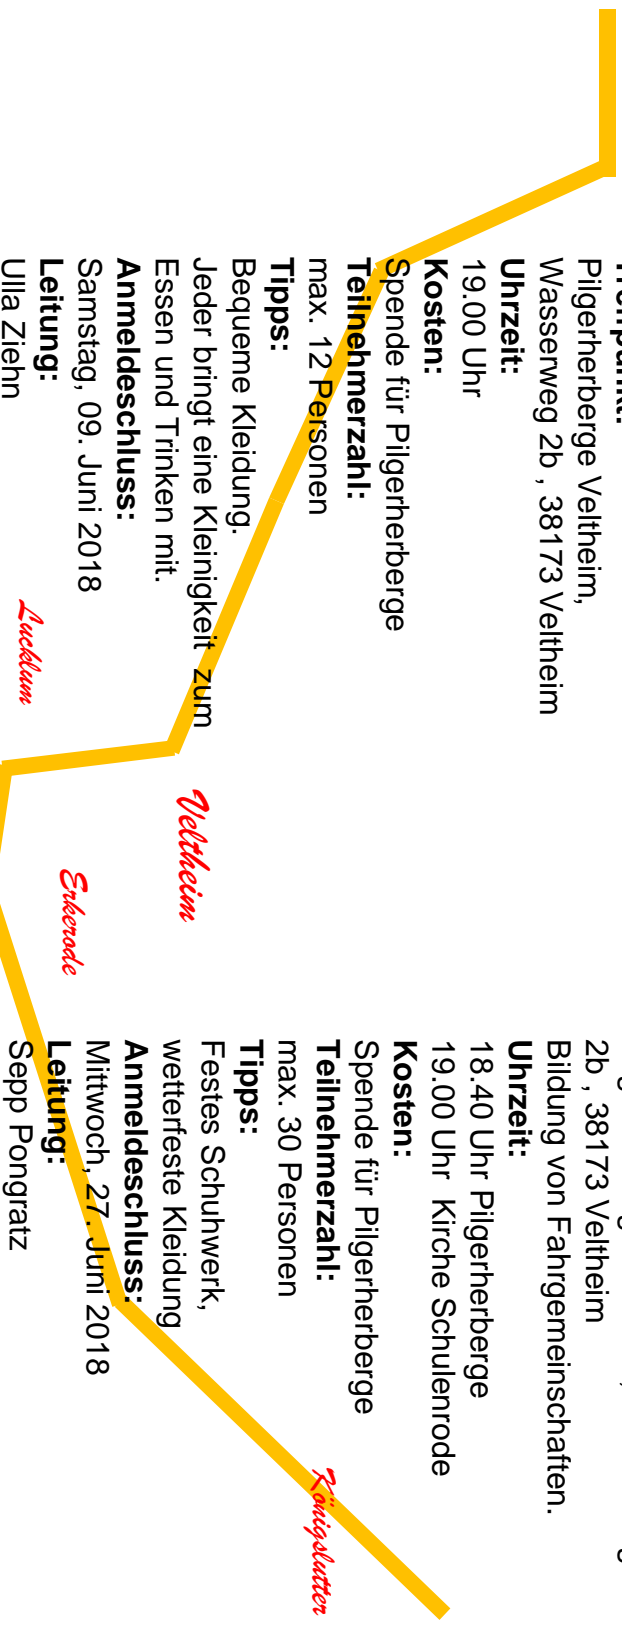 Treffpunkt:
Pilgerherberge Veltheim,
Wasserweg 2b , 38173 Veltheim
Uhrzeit:
19.00 Uhr
Kosten:
Spende für Pilgerherberge
Teilnehmerzahl:
max. 12 Personen
Tipps:
Bequeme Kleidung.
Jeder bringt eine Kleinigkeit zum
Essen und Trinken mit.
Anmeldeschluss:
Samstag, 09. Juni 2018
Leitung:
Ulla Ziehn
Lucklum
Veltheim
Erkerode
2b , 38173 Veltheim
Bildung von Fahrgemeinschaften.
Uhrzeit:
18.40 Uhr Pilgerherberge
19.00 Uhr Kirche Schulenrode
Kosten:
Spende für Pilgerherberge
Teilnehmerzahl:
max. 30 Personen
Tipps:
Festes Schuhwerk,
wetterfeste Kleidung
Anmeldeschluss:
Mittwoch, 27. Juni 2018
Leitung:
Sepp Pongratz
Königslutter